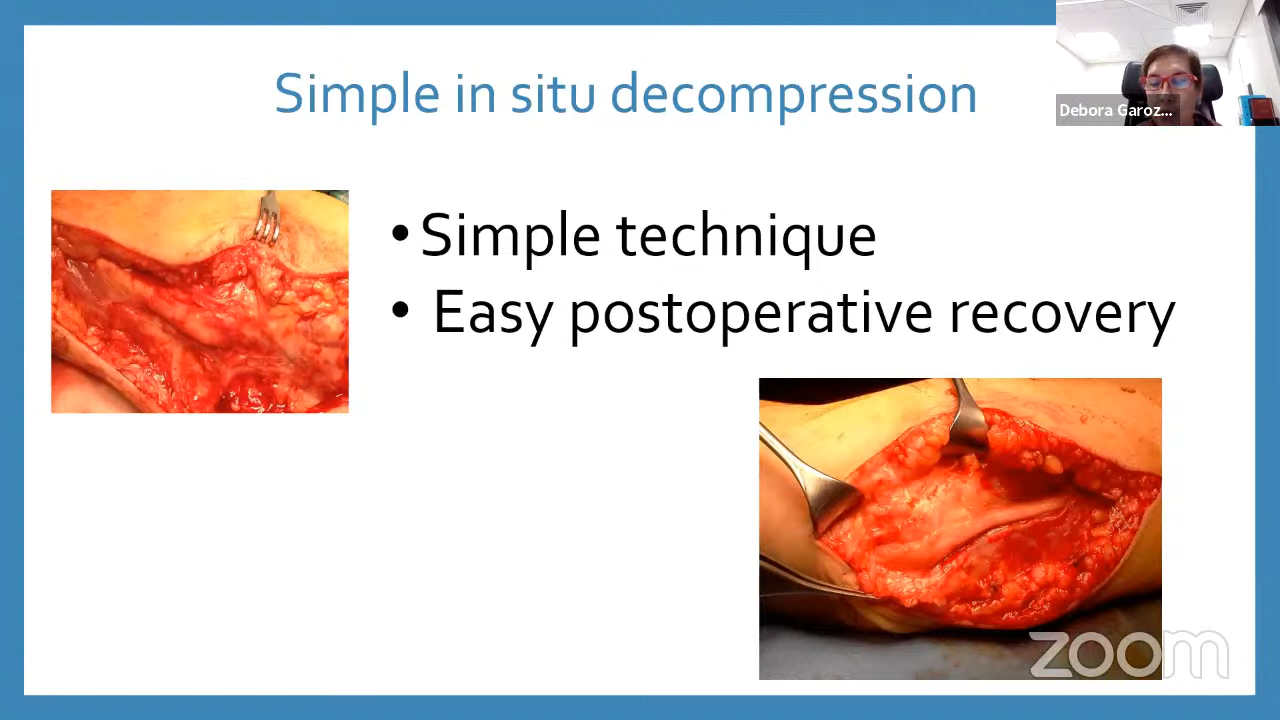 Simple in situ decompression
Debora Garoz...
• Simple technique
• Easy postoperative recovery
zoom